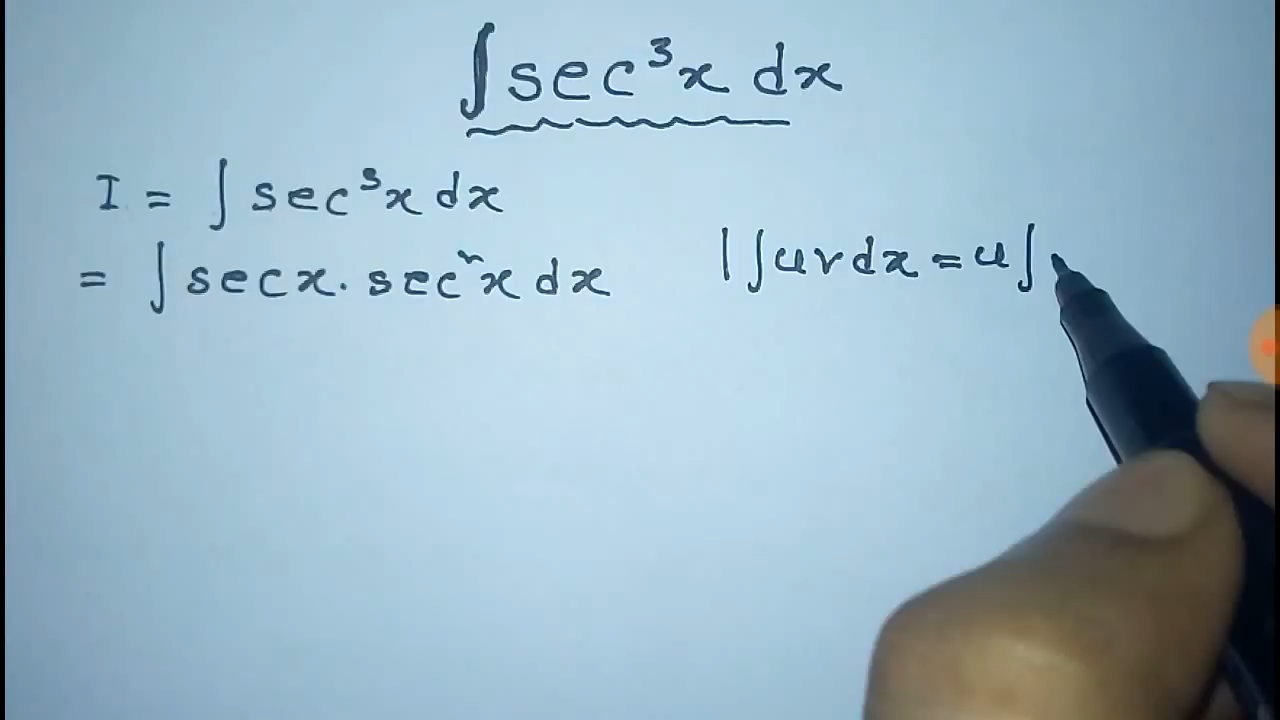 ∫sec³x dx
I = ∫ sec³x dx
= ∫ secx. sec²x dx
| ∫uv dx = u∫